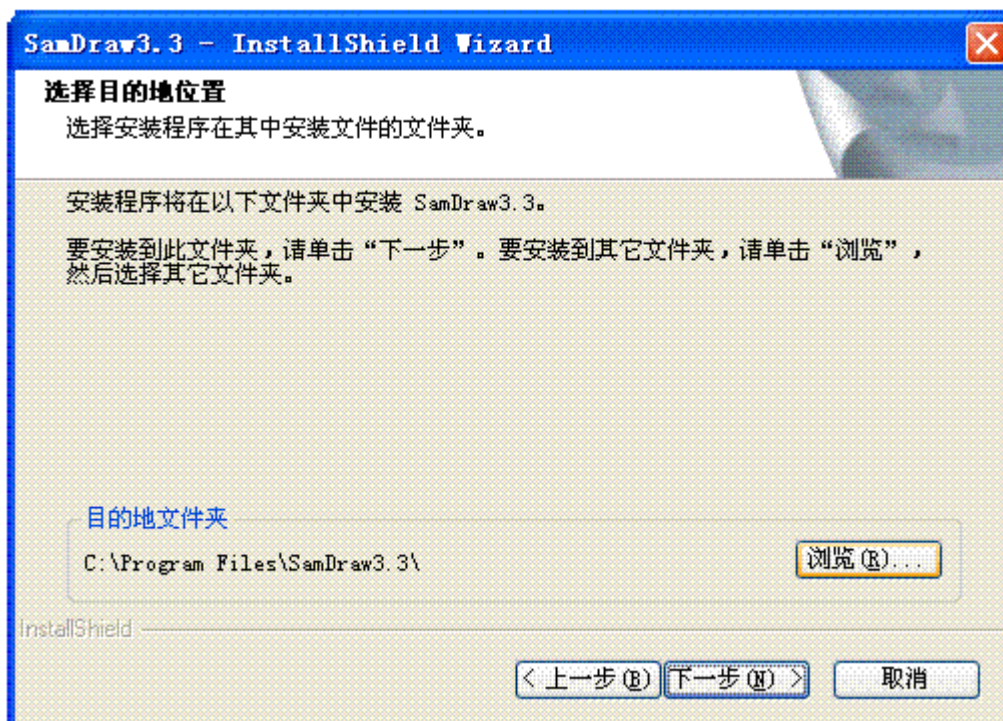 SamDraw3.3 - InstallShield Wizard
选择目的地位置
选择安装程序在其中安装文件的文件夹。
安装程序将在以下文件夹中安装 SamDraw3.3。
要安装到此文件夹，请单击“下一步”。要安装到其它文件夹，请单击“浏览”，
然后选择其它文件夹。
目的地文件夹
C:\Program Files\SamDraw3.3\
浏览(R)...
InstallShield
< 上一步(B)
下一步(N) >
取消